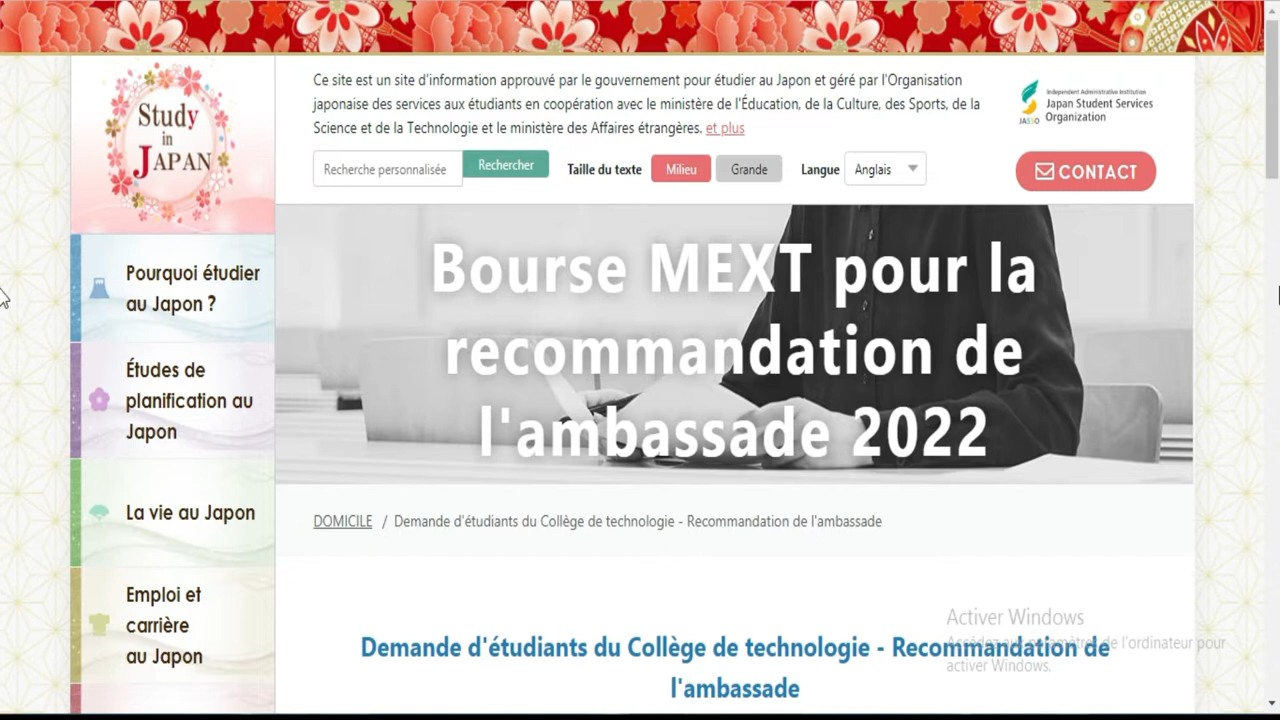 Study
in
JAPAN
Ce site est un site d'information approuvé par le gouvernement pour étudier au Japon et géré par l'Organisation
japonaise des services aux étudiants en coopération avec le ministère de l'Éducation, de la Culture, des Sports, de la
Science et de la Technologie et le ministère des Affaires étrangères. et plus
Independent Administrative Institution
Japan Student Services
Organization
JASSO
Recherche personnalisée
Rechercher
Taille du texte
Milieu
Grande
Langue
Anglais
CONTACT
Pourquoi étudier
au Japon ?
Études de
planification au
Japon
La vie au Japon
Emploi et
carrière
au Japon
Bourse MEXT pour la
recommandation de
l'ambassade 2022
DOMICILE / Demande d'étudiants du Collège de technologie - Recommandation de l'ambassade
Demande d'étudiants du Collège de technologie - Recommandation de
l'ambassade
Activer Windows
Accédez aux paramètres de l'ordinateur pour
activer Windows.